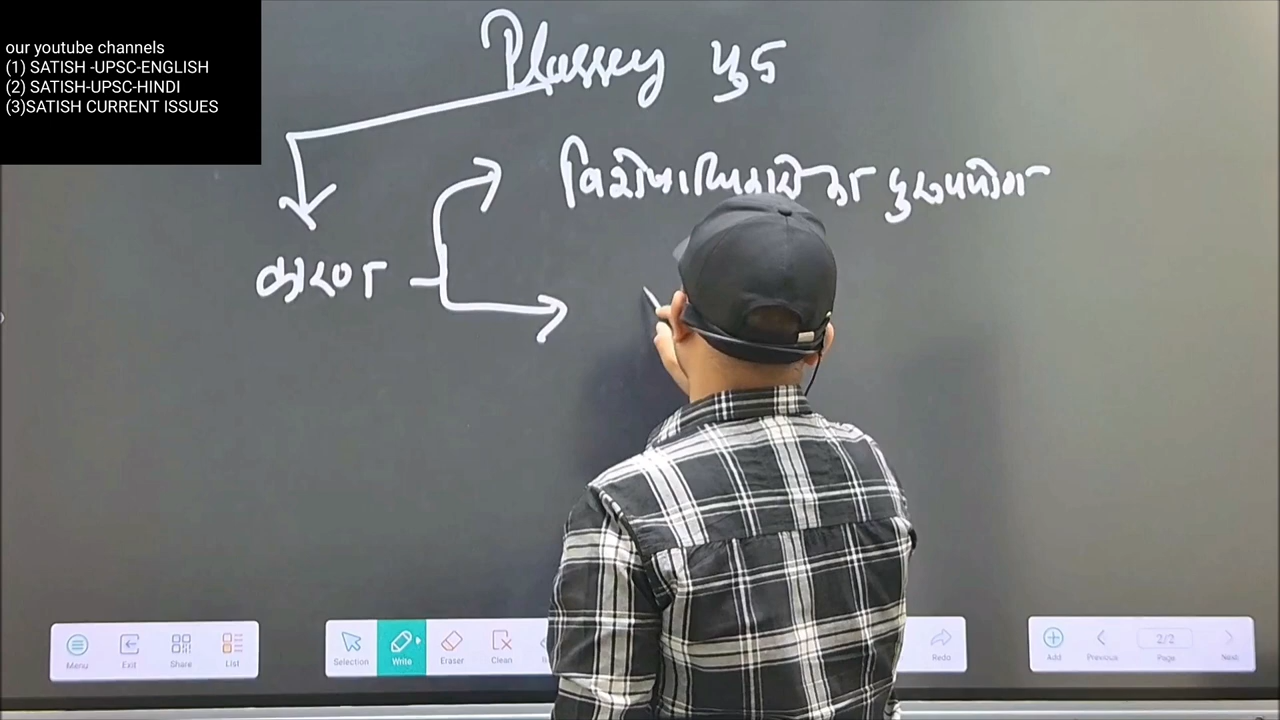 our youtube channels
(1) SATISH -UPSC-ENGLISH
(2) SATISH-UPSC-HINDI
(3)SATISH CURRENT ISSUES
Plassey युद्ध
विशेषाधिकारों का दुरुपयोग
कारण
Menu
Exit
Share
List
Selection
Write
Eraser
Clean
Redo
Add
Previous
2/2
Page
Next